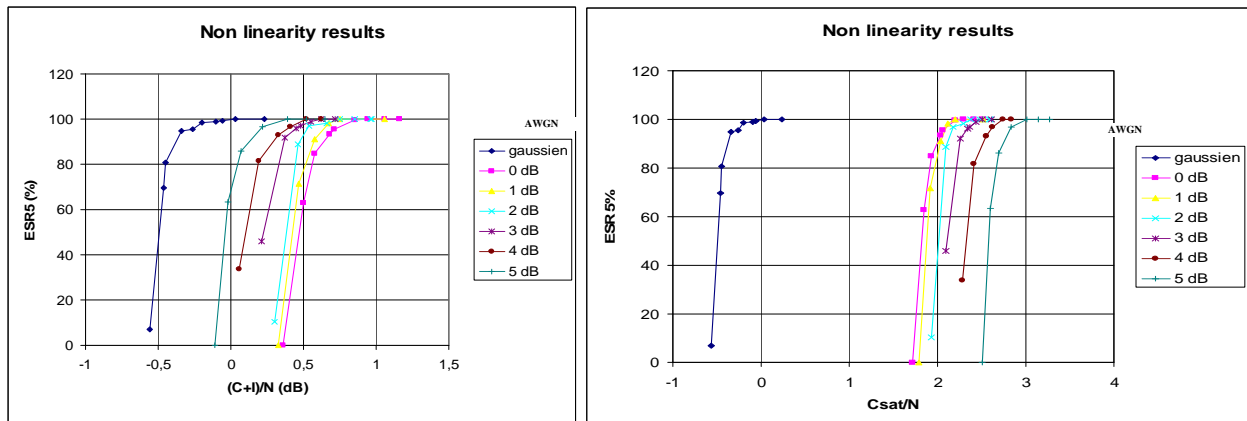 Non linearity results
120
100
80
60
40
20
0
ESR5 (%)
-1
-0,5
0
0,5
1
1,5
(C+I)/N (dB)
AWGN
gaussien
0 dB
1 dB
2 dB
3 dB
4 dB
5 dB
Non linearity results
120
100
80
60
40
20
0
ESR 5%
-1
0
1
2
3
4
Csat/N
AWGN
gaussien
0 dB
1 dB
2 dB
3 dB
4 dB
5 dB